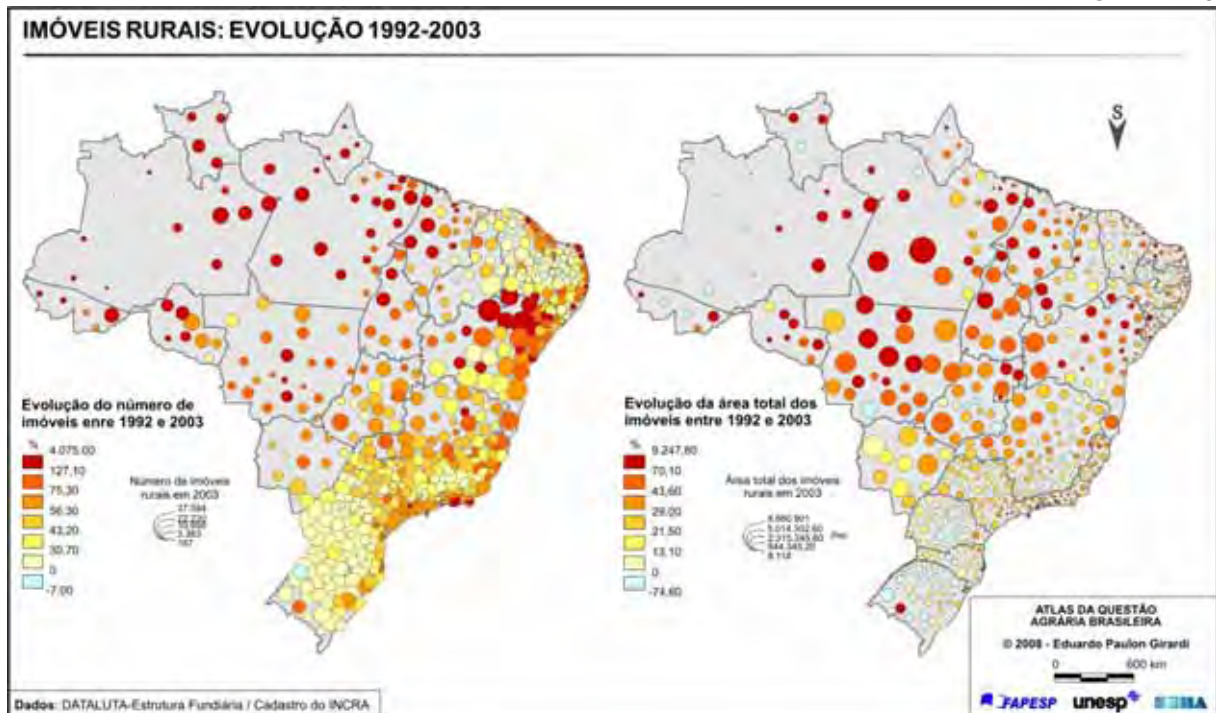 IMÓVEIS RURAIS: EVOLUÇÃO 1992-2003
S
Evolução do número de
imóveis enre 1992 e 2003
%
4.075,00
127,10
75,30
56,30
43,20
30,70
0
-7,00
Número de imóveis
rurais em 2003
3.383
167
Evolução da área total dos
imóveis entre 1992 e 2003
%
9.247,80
70,10
43,60
29,00
21,50
13,10
0
-74,60
Área total dos imóveis
rurais em 2003
(ha)
ATLAS DA QUESTÃO
AGRÁRIA BRASILEIRA
© 2008 - Eduardo Paulon Girardi
0 600 km
FAPESP unesp
Dados: DATALUTA-Estrutura Fundiária / Cadastro do INCRA